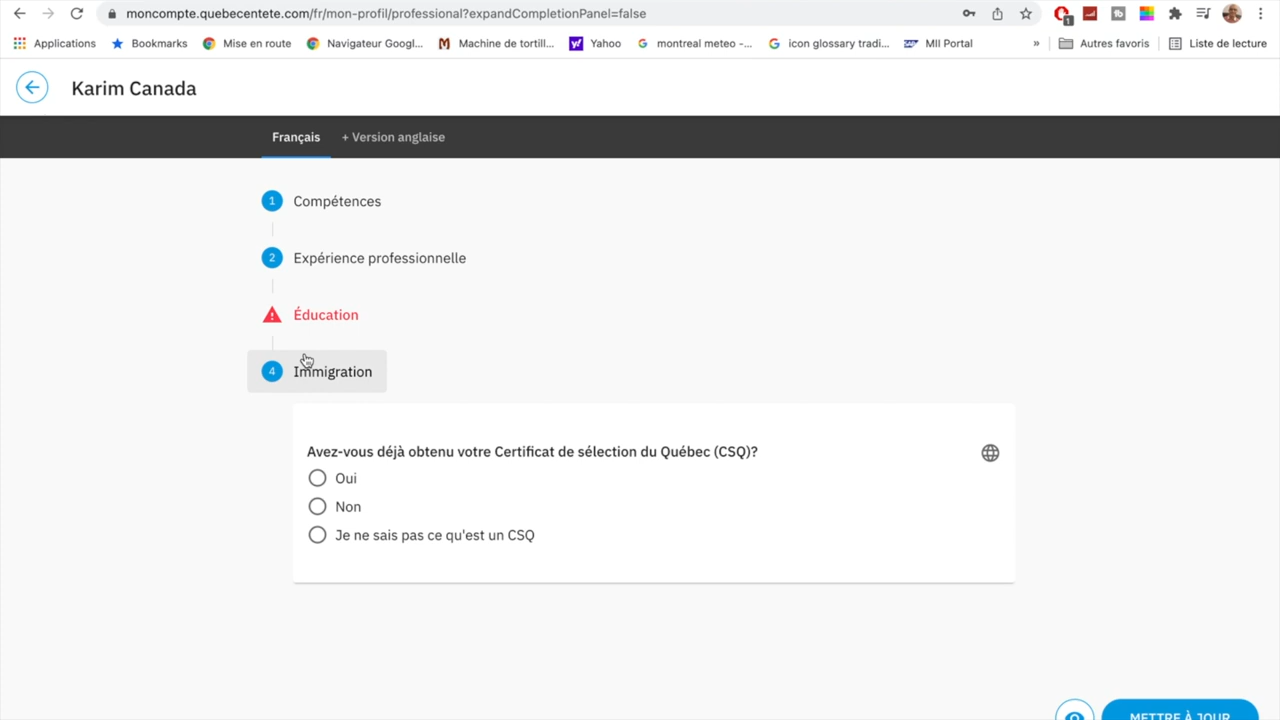 moncompte.quebecentete.com/fr/mon-profil/professional?expandCompletionPanel=false
1
Applications Bookmarks Mise en route Navigateur Googl... Machine de tortill... Yahoo montreal meteo -... icon glossary tradi... MII Portal » Autres favoris Liste de lecture
Karim Canada
Français + Version anglaise
1 Compétences
2 Expérience professionnelle
Éducation
4 Immigration
Avez-vous déjà obtenu votre Certificat de sélection du Québec (CSQ)?
Oui
Non
Je ne sais pas ce qu'est un CSQ
METTRE À JOUR